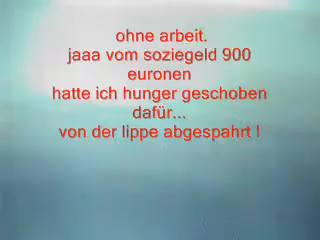 ohne arbeit.
jaaa vom soziegeld 900
euronen
hatte ich hunger geschoben
dafür...
von der lippe abgespahrt !